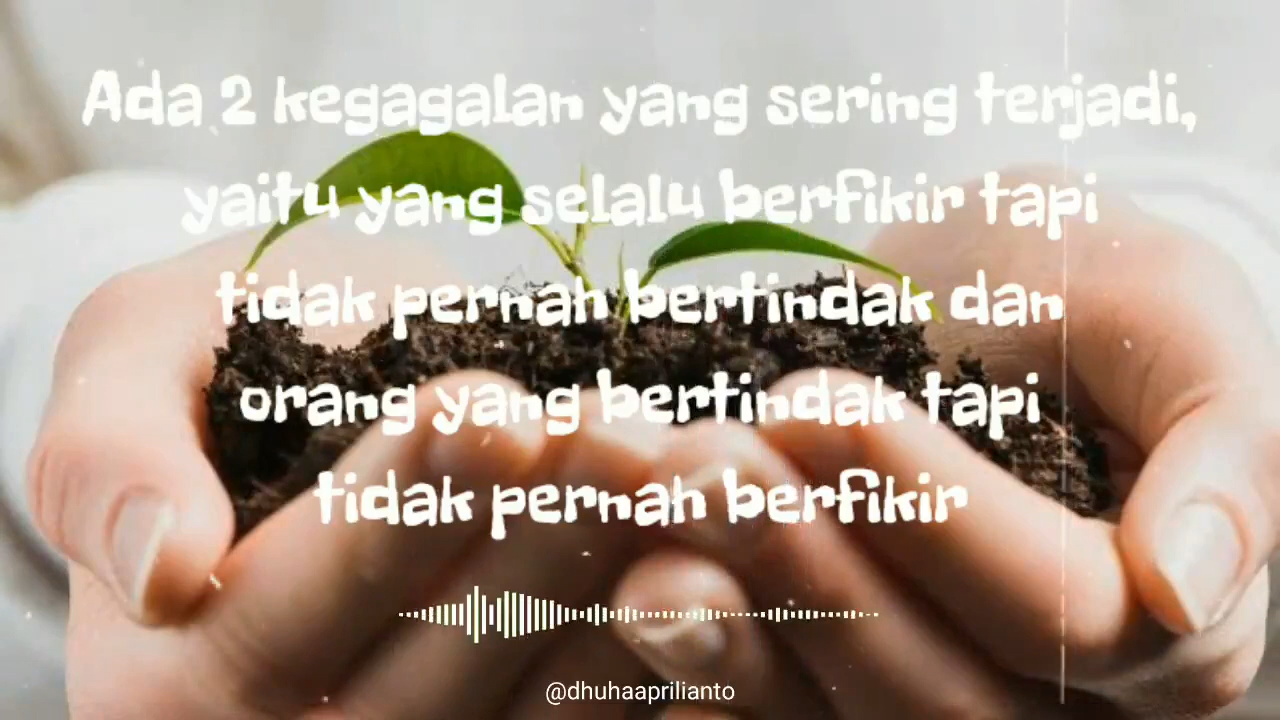 Ada 2 kegagalan yang sering terjadi,
yaitu yang selalu berfikir tapi
tidak pernah bertindak dan
orang yang bertindak tapi
tidak pernah berfikir
@dhuhaaprilianto